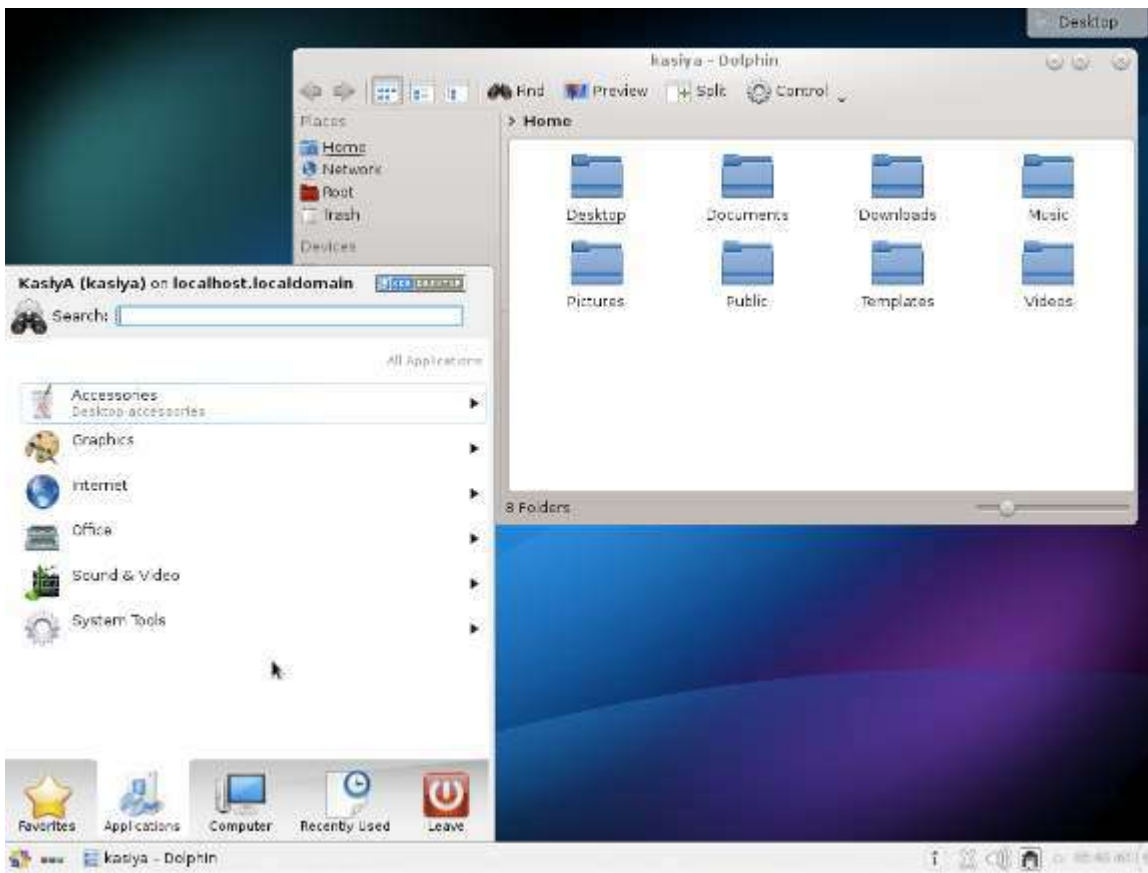 Desktop
kasiya - Dolphin
Find Preview Split Control
Places
> Home
Home
Network
Root
Trash
Devices
Desktop Documents Downloads Music
Pictures Public Templates Videos
8 Folders
KasiyA (kasiya) on localhost.localdomain
Search:
All Applications
Accessories
Desktop accessories
Graphics
Internet
Office
Sound & Video
System Tools
Favorites Applications Computer Recently Used Leave
kasiya - Dolphin